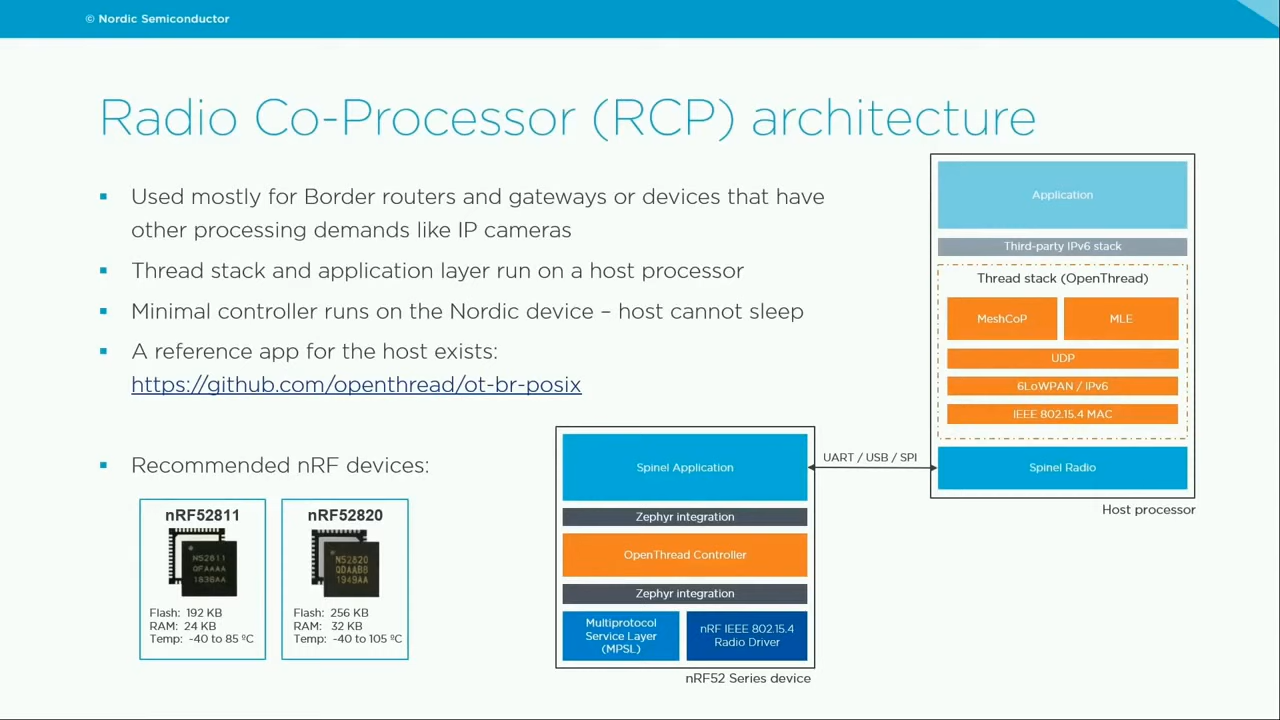 © Nordic Semiconductor
Radio Co-Processor (RCP) architecture
Used mostly for Border routers and gateways or devices that have
other processing demands like IP cameras
Thread stack and application layer run on a host processor
Minimal controller runs on the Nordic device – host cannot sleep
A reference app for the host exists:
https://github.com/openthread/ot-br-posix
Recommended nRF devices:
nRF52811
N52811
QFAAAA
1838AA
Flash: 192 KB
RAM: 24 KB
Temp: -40 to 85 ºC
nRF52820
N52820
QDAABB
1949AA
Flash: 256 KB
RAM: 32 KB
Temp: -40 to 105 ºC
Spinel Application
Zephyr integration
OpenThread Controller
Zephyr integration
Multiprotocol
Service Layer
(MPSL)
nRF IEEE 802.15.4
Radio Driver
nRF52 Series device
UART / USB / SPI
Application
Third-party IPv6 stack
Thread stack (OpenThread)
MeshCoP
MLE
UDP
6LoWPAN / IPv6
IEEE 802.15.4 MAC
Spinel Radio
Host processor